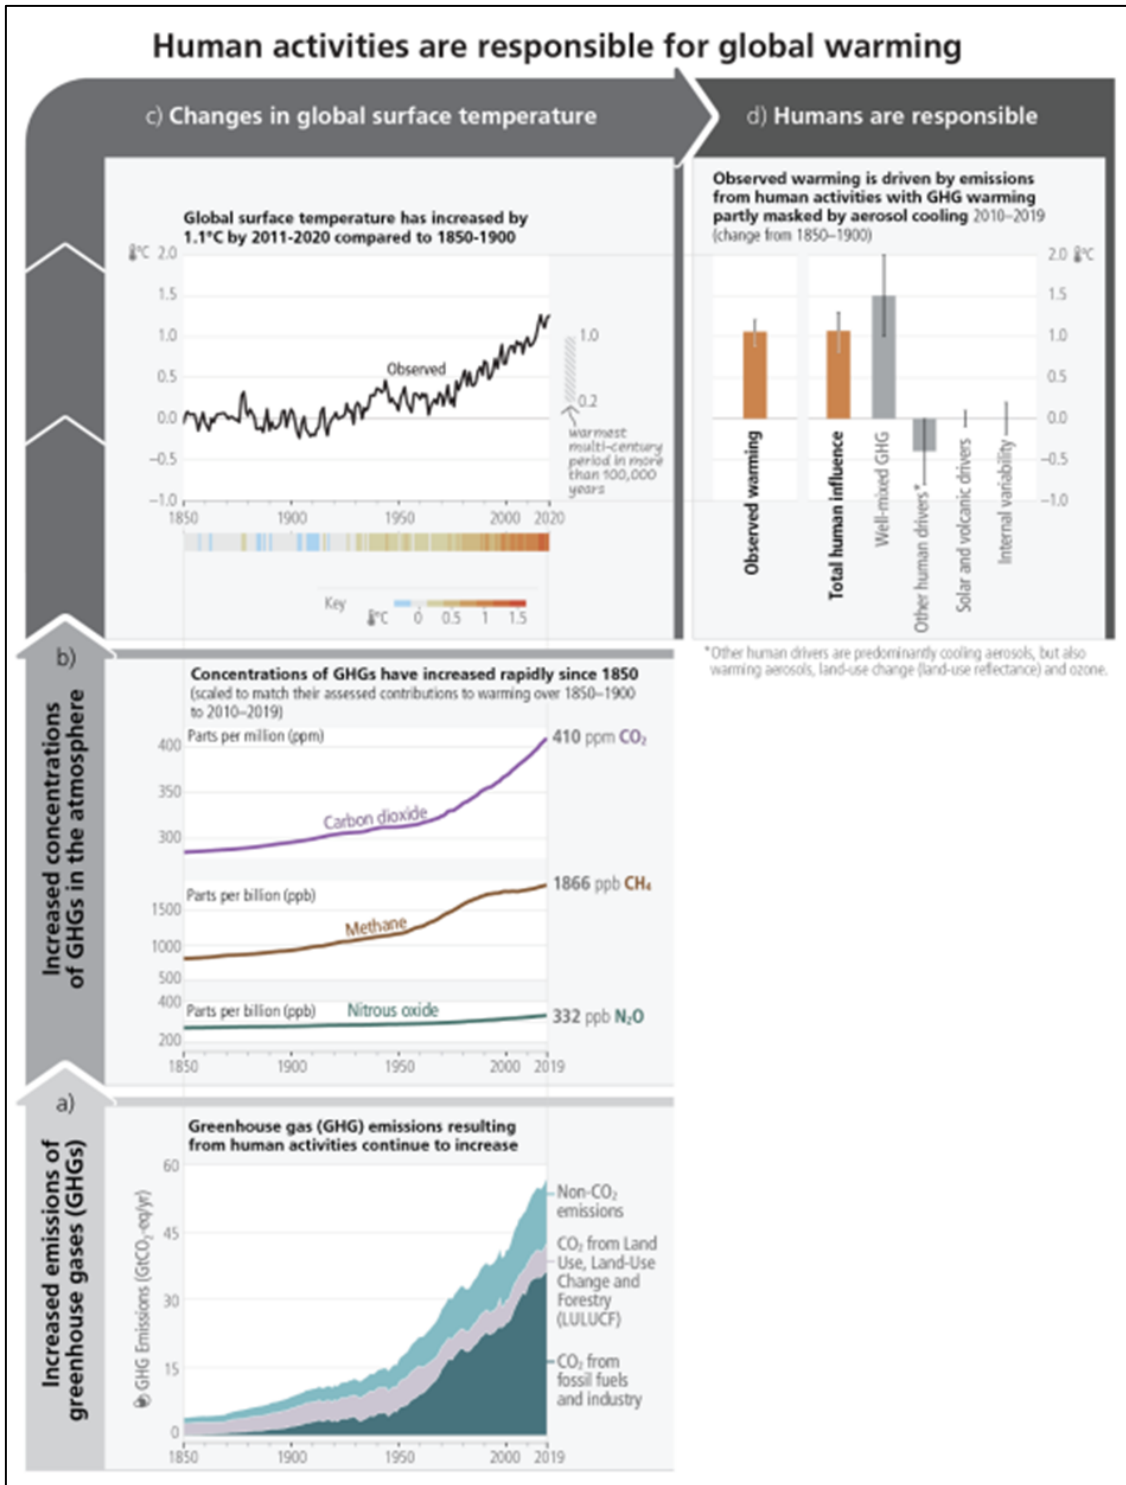 Human activities are responsible for global warming
c) Changes in global surface temperature
d) Humans are responsible
Global surface temperature has increased by
1.1°C by 2011-2020 compared to 1850-1900
°C 2.0
1.5
1.0
0.5
0.0
−0.5
−1.0
Observed
1.0
0.2
warmest
multi-century
period in more
than 100,000
years
1850
1900
1950
2000
2020
Key
°C
0
0.5
1
1.5
Observed warming is driven by emissions
from human activities with GHG warming
partly masked by aerosol cooling 2010–2019
(change from 1850–1900)
2.0 °C
1.5
1.0
0.5
0.0
−0.5
−1.0
Observed warming
Total human influence
Well-mixed GHG
Other human drivers*
Solar and volcanic drivers
Internal variability
*Other human drivers are predominantly cooling aerosols, but also
warming aerosols, land-use change (land-use reflectance) and ozone.
b)
Increased concentrations
of GHGs in the atmosphere
Concentrations of GHGs have increased rapidly since 1850
(scaled to match their assessed contributions to warming over 1850–1900
to 2010–2019)
Parts per million (ppm)
400
350
300
Carbon dioxide
410 ppm CO₂
Parts per billion (ppb)
1500
1000
500
Methane
1866 ppb CH₄
400
200
Parts per billion (ppb)
Nitrous oxide
332 ppb N₂O
1850
1900
1950
2000
2019
a)
Increased emissions of
greenhouse gases (GHGs)
Greenhouse gas (GHG) emissions resulting
from human activities continue to increase
GHG Emissions (GtCO₂-eq/yr)
60
45
30
15
0
Non-CO₂
emissions
CO₂ from Land
Use, Land-Use
Change and
Forestry
(LULUCF)
CO₂ from
fossil fuels
and industry
1850
1900
1950
2000
2019